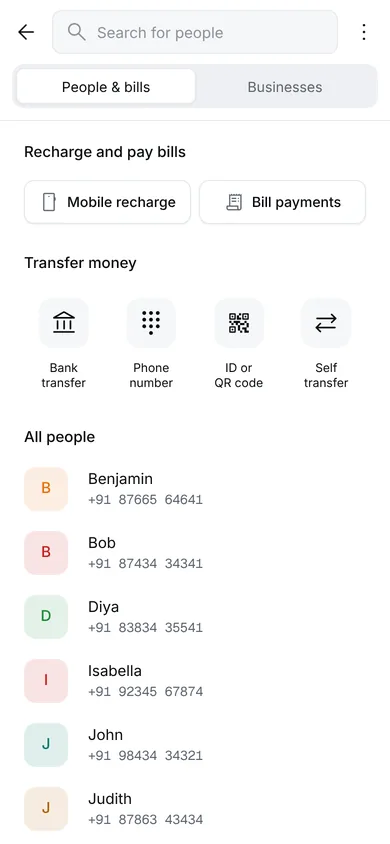 Search for people
People & bills
Businesses
Recharge and pay bills
Mobile recharge
Bill payments
Transfer money
Bank
transfer
Phone
number
ID or
QR code
Self
transfer
All people
B
Benjamin
+91 87665 64641
B
Bob
+91 87434 34341
D
Diya
+91 83834 35541
I
Isabella
+91 92345 67874
J
John
+91 98434 34321
J
Judith
+91 87863 43434